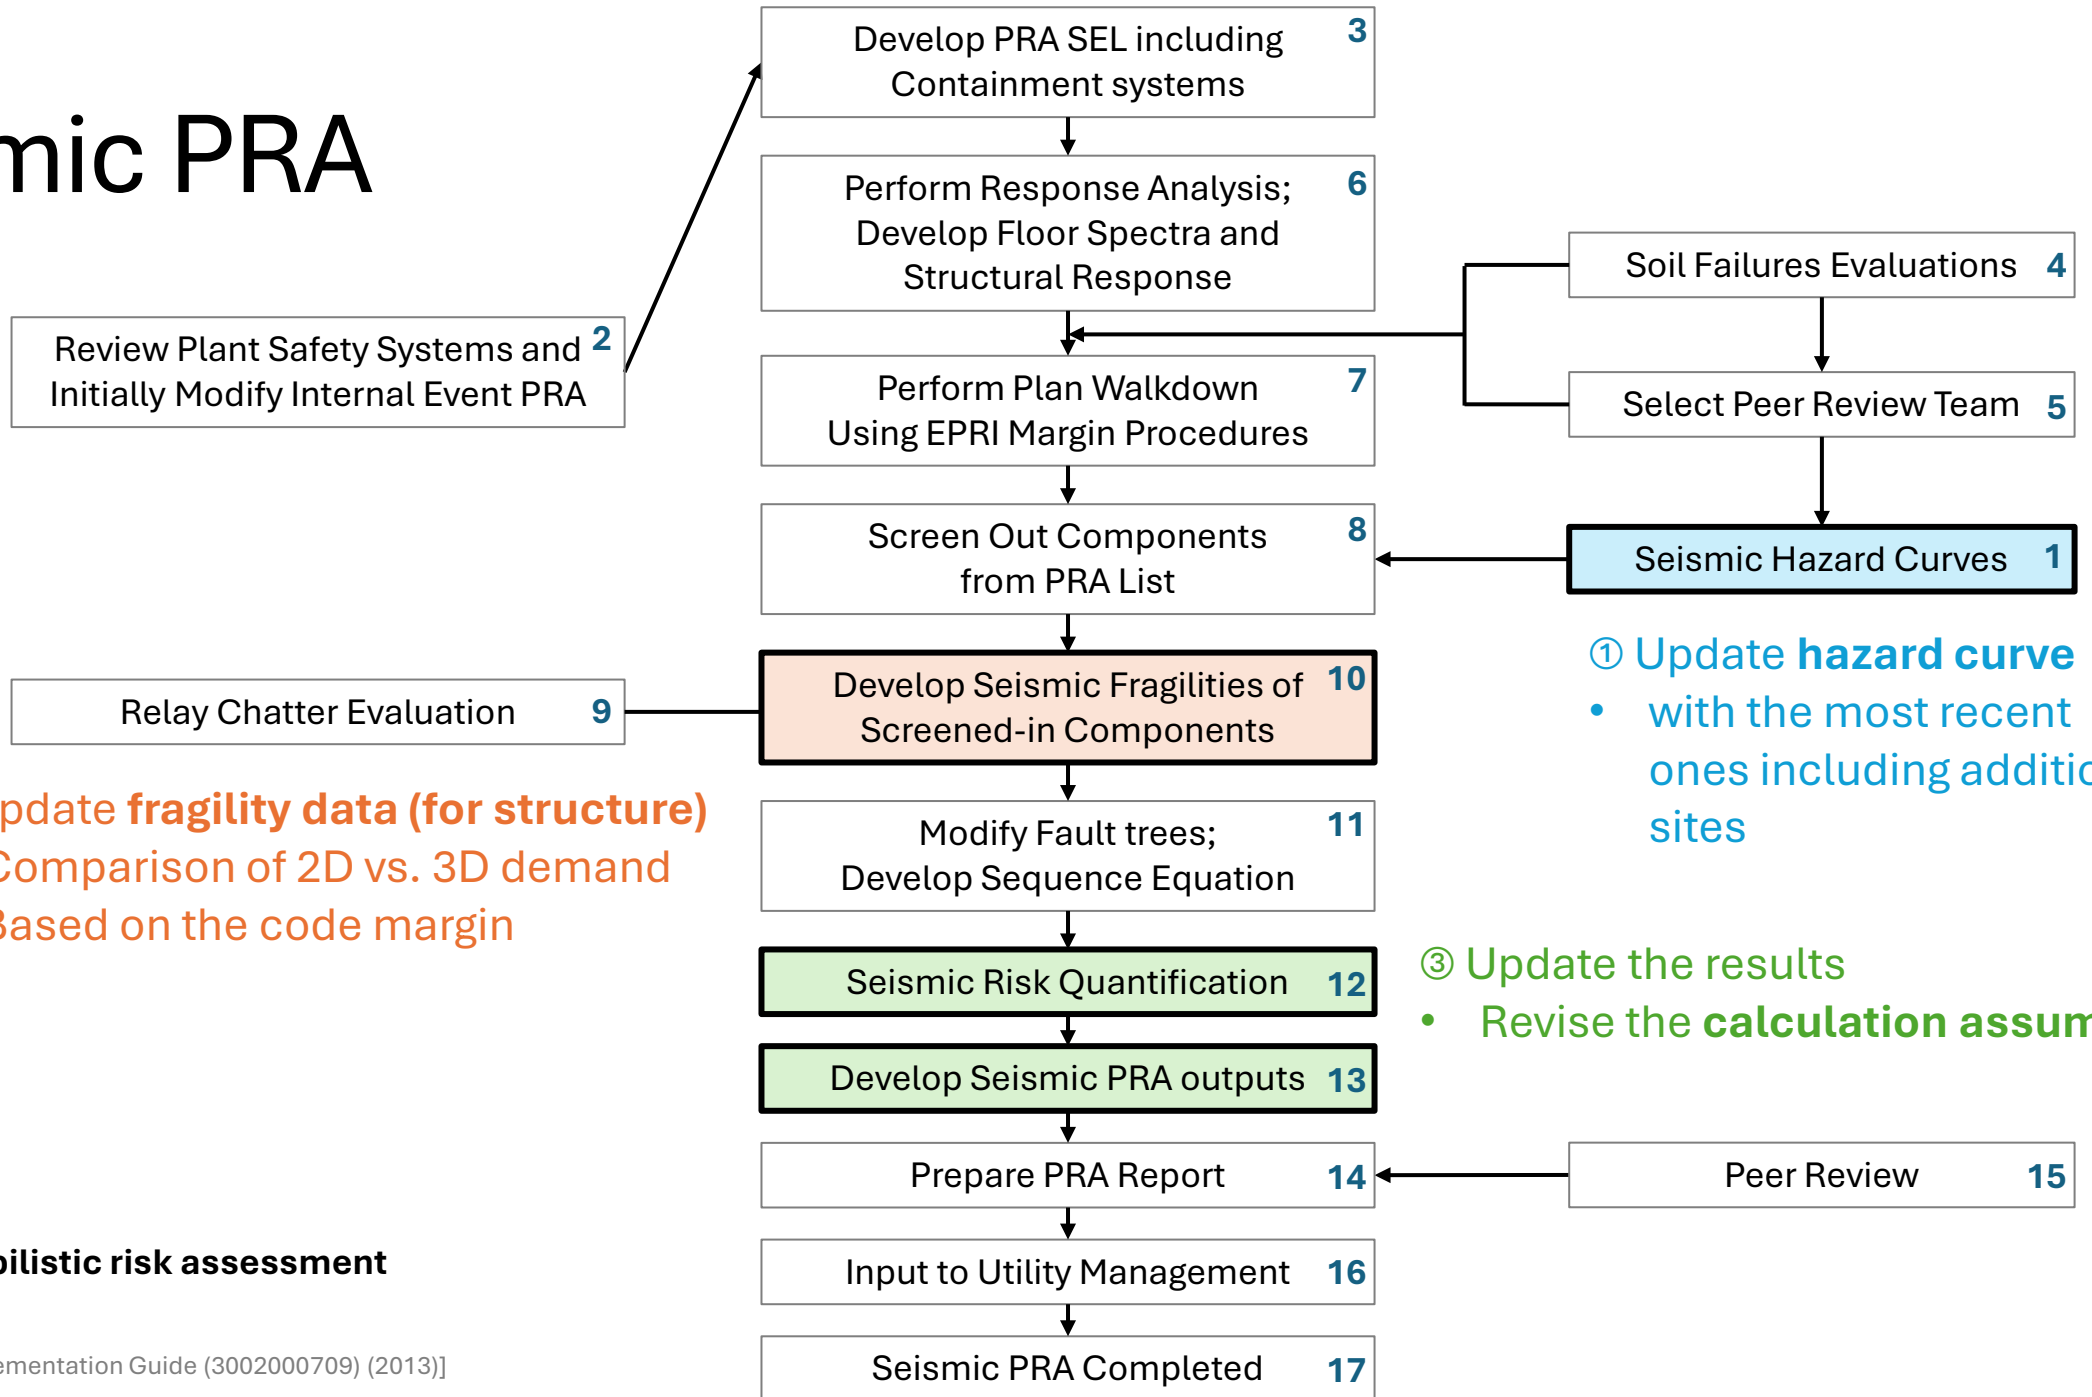 mic PRA
Develop PRA SEL including 3
Containment systems
Perform Response Analysis; 6
Develop Floor Spectra and
Structural Response
Soil Failures Evaluations 4
Review Plant Safety Systems and 2
Initially Modify Internal Event PRA
Perform Plan Walkdown 7
Using EPRI Margin Procedures
Select Peer Review Team 5
Screen Out Components 8
from PRA List
Seismic Hazard Curves 1
① Update hazard curve
• with the most recent
ones including additio
sites
Relay Chatter Evaluation 9
Develop Seismic Fragilities of 10
Screened-in Components
pdate fragility data (for structure)
Comparison of 2D vs. 3D demand
Based on the code margin
Modify Fault trees; 11
Develop Sequence Equation
Seismic Risk Quantification 12
③ Update the results
• Revise the calculation assum
Develop Seismic PRA outputs 13
Prepare PRA Report 14
Peer Review 15
bilistic risk assessment
Input to Utility Management 16
ementation Guide (3002000709) (2013)]
Seismic PRA Completed 17